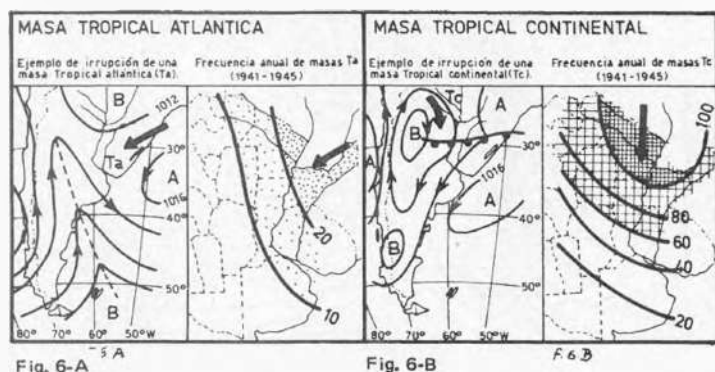 MASA TROPICAL ATLANTICA
Ejemplo de irrupción de una
masa Tropical atlántica (Ta).
Frecuencia anual de masas Ta
(1941-1945)
B
1012
Ta
A
1016
30°
40°
50°
B
80° 70° 60° 50°W
20
10
Fig. 6-A
MASA TROPICAL CONTINENTAL
Ejemplo de irrupción de una
masa Tropical continental (Tc).
Frecuencia anual de masas Tc
(1941-1945)
Tc
A
B
A
30°
1016
A
40°
B
50°
80° 70° 60° 50°W
100
80
60
40
20
Fig. 6-B
F. 6 B